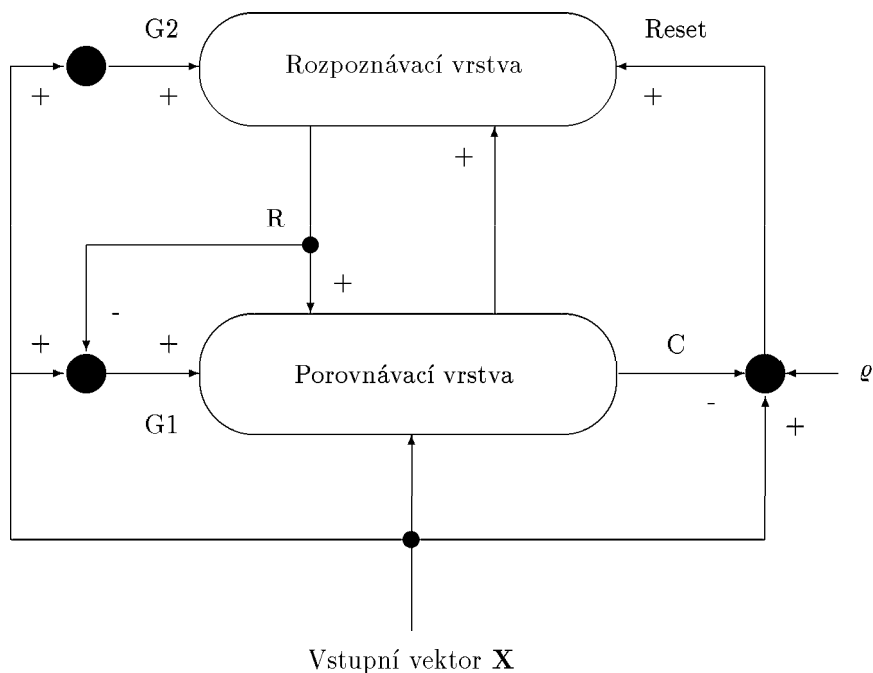 G2 Reset
Rozpoznávací vrstva
+ + +
+
R
+
-
+ + C
Porovnávací vrstva ϱ
-
G1 +
Vstupní vektor X